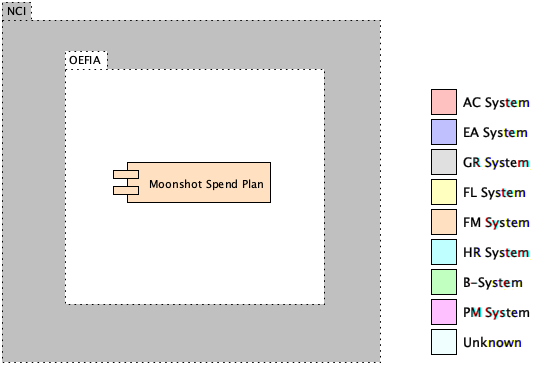 NCI
OEFIA
Moonshot Spend Plan
AC System
EA System
GR System
FL System
FM System
HR System
B-System
PM System
Unknown